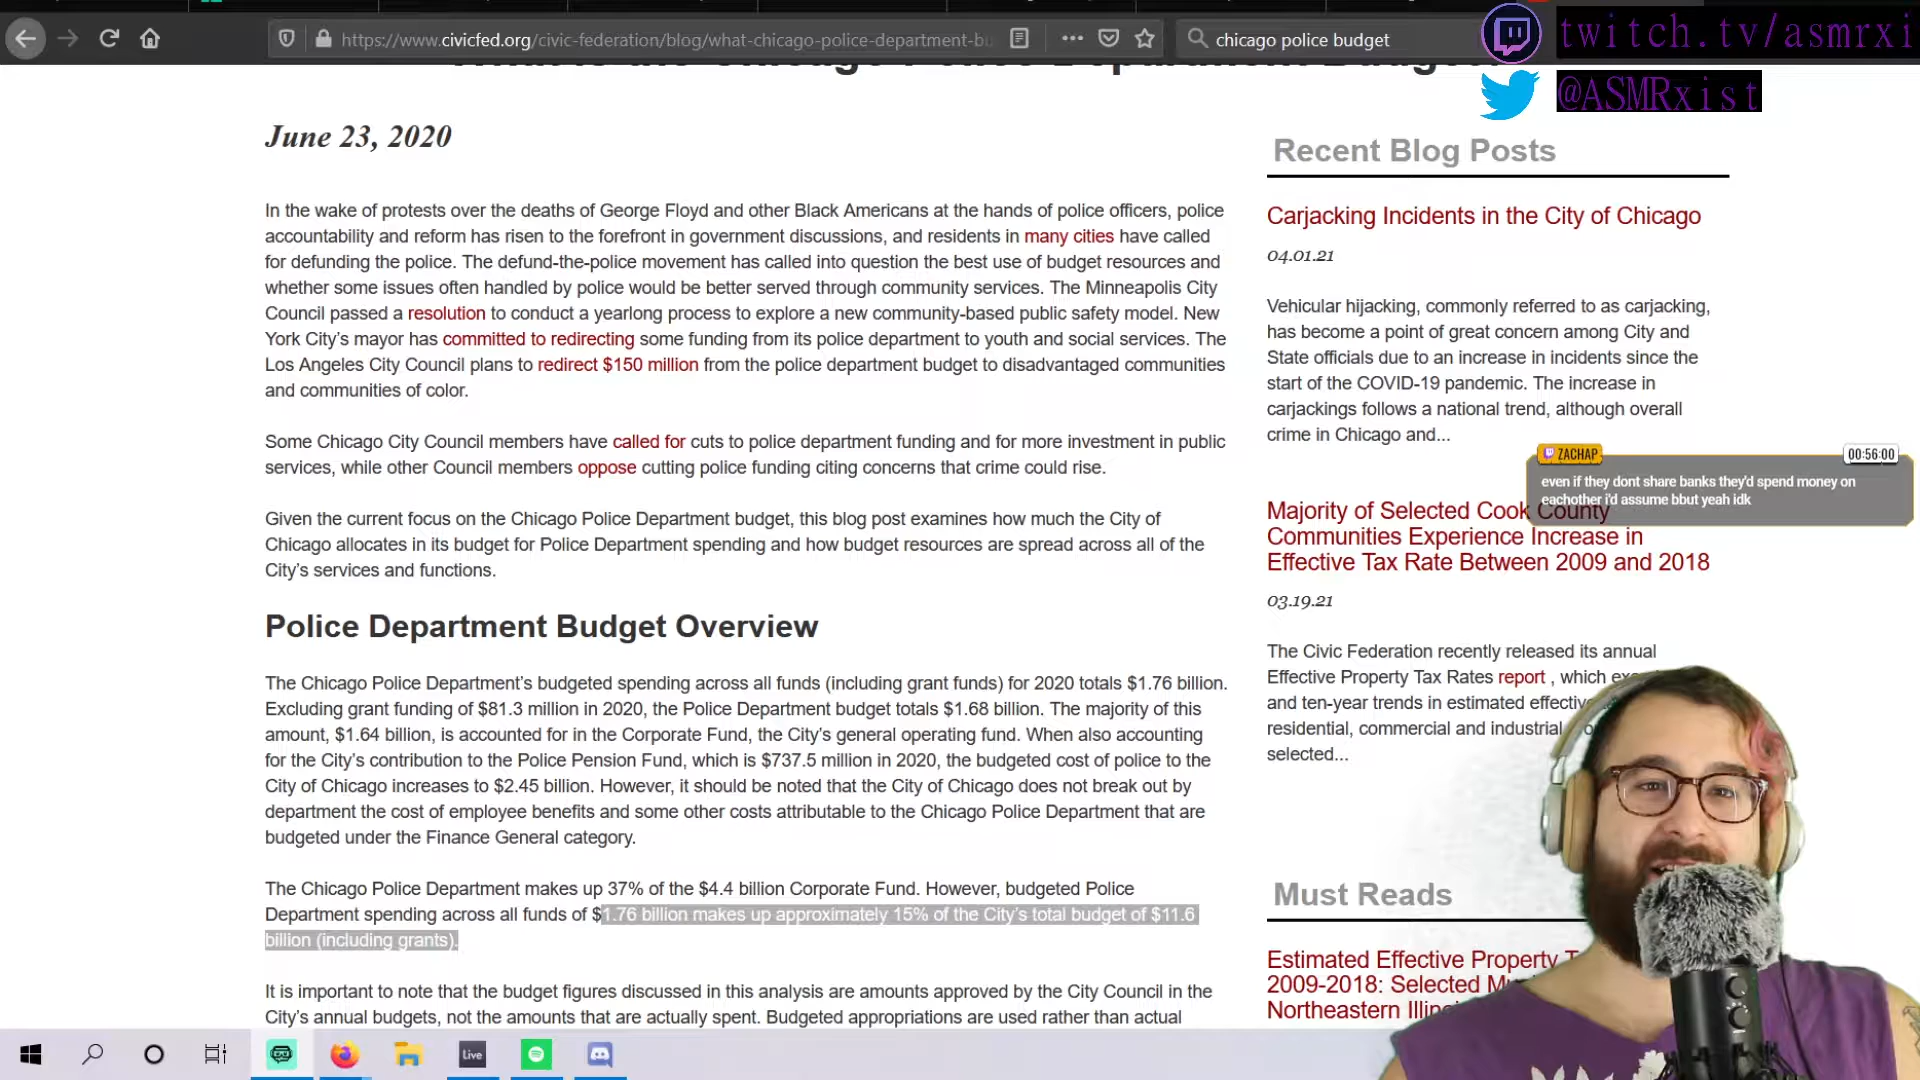 https://www.civicfed.org/civic-federation/blog/what-chicago-police-department-bu
chicago police budget
twitch.tv/asmrxi
@ASMRxist
June 23, 2020
In the wake of protests over the deaths of George Floyd and other Black Americans at the hands of police officers, police
accountability and reform has risen to the forefront in government discussions, and residents in many cities have called
for defunding the police. The defund-the-police movement has called into question the best use of budget resources and
whether some issues often handled by police would be better served through community services. The Minneapolis City
Council passed a resolution to conduct a yearlong process to explore a new community-based public safety model. New
York City's mayor has committed to redirecting some funding from its police department to youth and social services. The
Los Angeles City Council plans to redirect $150 million from the police department budget to disadvantaged communities
and communities of color.
Some Chicago City Council members have called for cuts to police department funding and for more investment in public
services, while other Council members oppose cutting police funding citing concerns that crime could rise.
Given the current focus on the Chicago Police Department budget, this blog post examines how much the City of
Chicago allocates in its budget for Police Department spending and how budget resources are spread across all of the
City's services and functions.
Police Department Budget Overview
The Chicago Police Department's budgeted spending across all funds (including grant funds) for 2020 totals $1.76 billion.
Excluding grant funding of $81.3 million in 2020, the Police Department budget totals $1.68 billion. The majority of this
amount, $1.64 billion, is accounted for in the Corporate Fund, the City's general operating fund. When also accounting
for the City's contribution to the Police Pension Fund, which is $737.5 million in 2020, the budgeted cost of police to the
City of Chicago increases to $2.45 billion. However, it should be noted that the City of Chicago does not break out by
department the cost of employee benefits and some other costs attributable to the Chicago Police Department that are
budgeted under the Finance General category.
The Chicago Police Department makes up 37% of the $4.4 billion Corporate Fund. However, budgeted Police
Department spending across all funds of $1.76 billion makes up approximately 15% of the City's total budget of $11.6
billion (including grants).
It is important to note that the budget figures discussed in this analysis are amounts approved by the City Council in the
City's annual budgets, not the amounts that are actually spent. Budgeted appropriations are used rather than actual
Recent Blog Posts
Carjacking Incidents in the City of Chicago
04.01.21
Vehicular hijacking, commonly referred to as carjacking,
has become a point of great concern among City and
State officials due to an increase in incidents since the
start of the COVID-19 pandemic. The increase in
carjackings follows a national trend, although overall
crime in Chicago and...
ZACHAP
00:56:00
even if they dont share banks they'd spend money on
eachother i'd assume bbut yeah idk
Majority of Selected Cook County
Communities Experience Increase in
Effective Tax Rate Between 2009 and 2018
03.19.21
The Civic Federation recently released its annual
Effective Property Tax Rates report , which
and ten-year trends in estimated
residential, commercial and industrial
selected...
Must Reads
Estimated Effective Property
2009-2018: Selected
Northeastern
Live